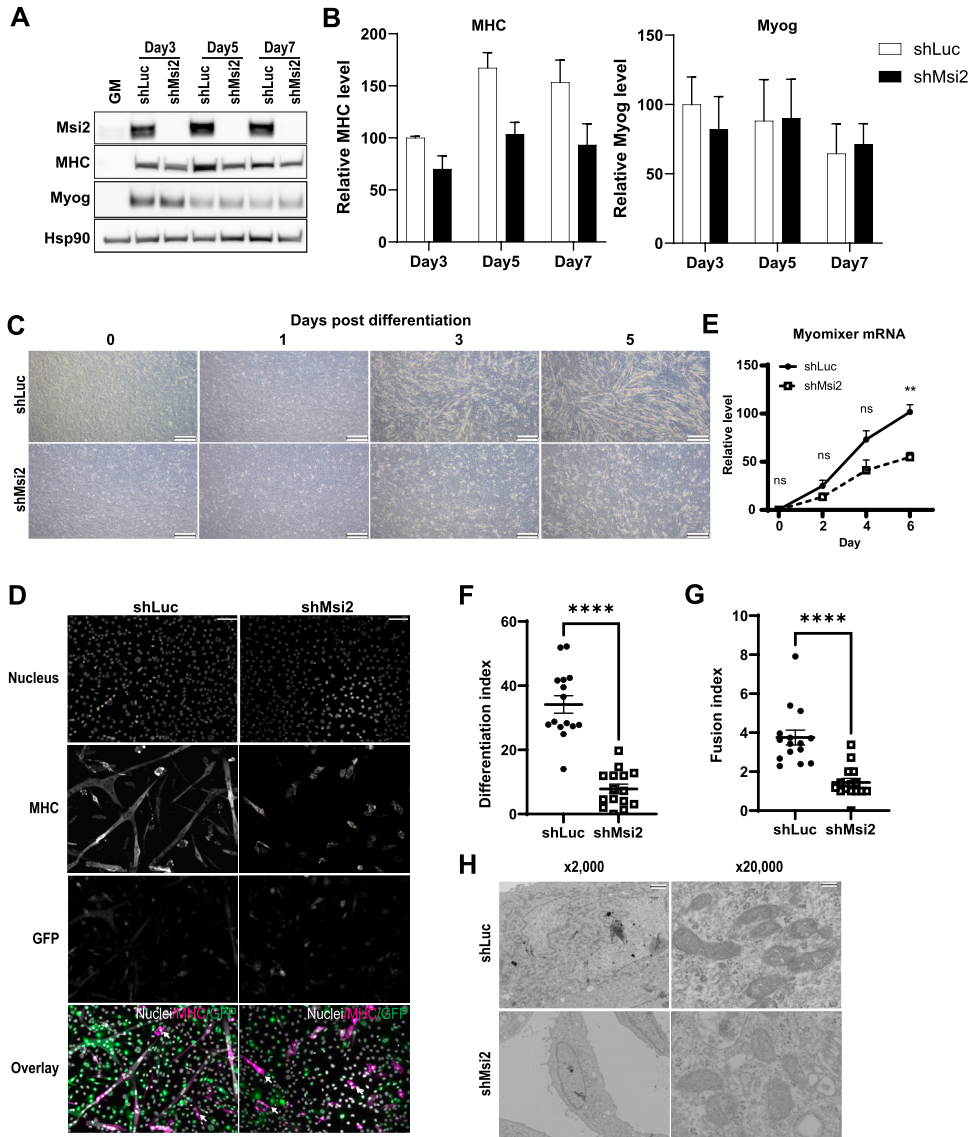 A
Day3 Day5 Day7
GM shLuc shMsi2 shLuc shMsi2 shLuc shMsi2
Msi2
MHC
Myog
Hsp90
B
MHC
Relative MHC level
200
150
100
50
0
Day3 Day5 Day7
Myog
Relative Myog level
150
100
50
0
Day3 Day5 Day7
shLuc
shMsi2
C
Days post differentiation
0 1 3 5
shLuc
shMsi2
E
Myomixer mRNA
shLuc
shMsi2
Relative level
150
100
50
0
ns ns ns **
0 2 4 6
Day
D
shLuc shMsi2
Nucleus
MHC
GFP
Overlay
Nuclei/MHC/GFP Nuclei/MHC/GFP
F
****
Differentiation index
60
40
20
0
shLuc shMsi2
G
****
Fusion index
10
8
6
4
2
0
shLuc shMsi2
H
x2,000 x20,000
shLuc
shMsi2